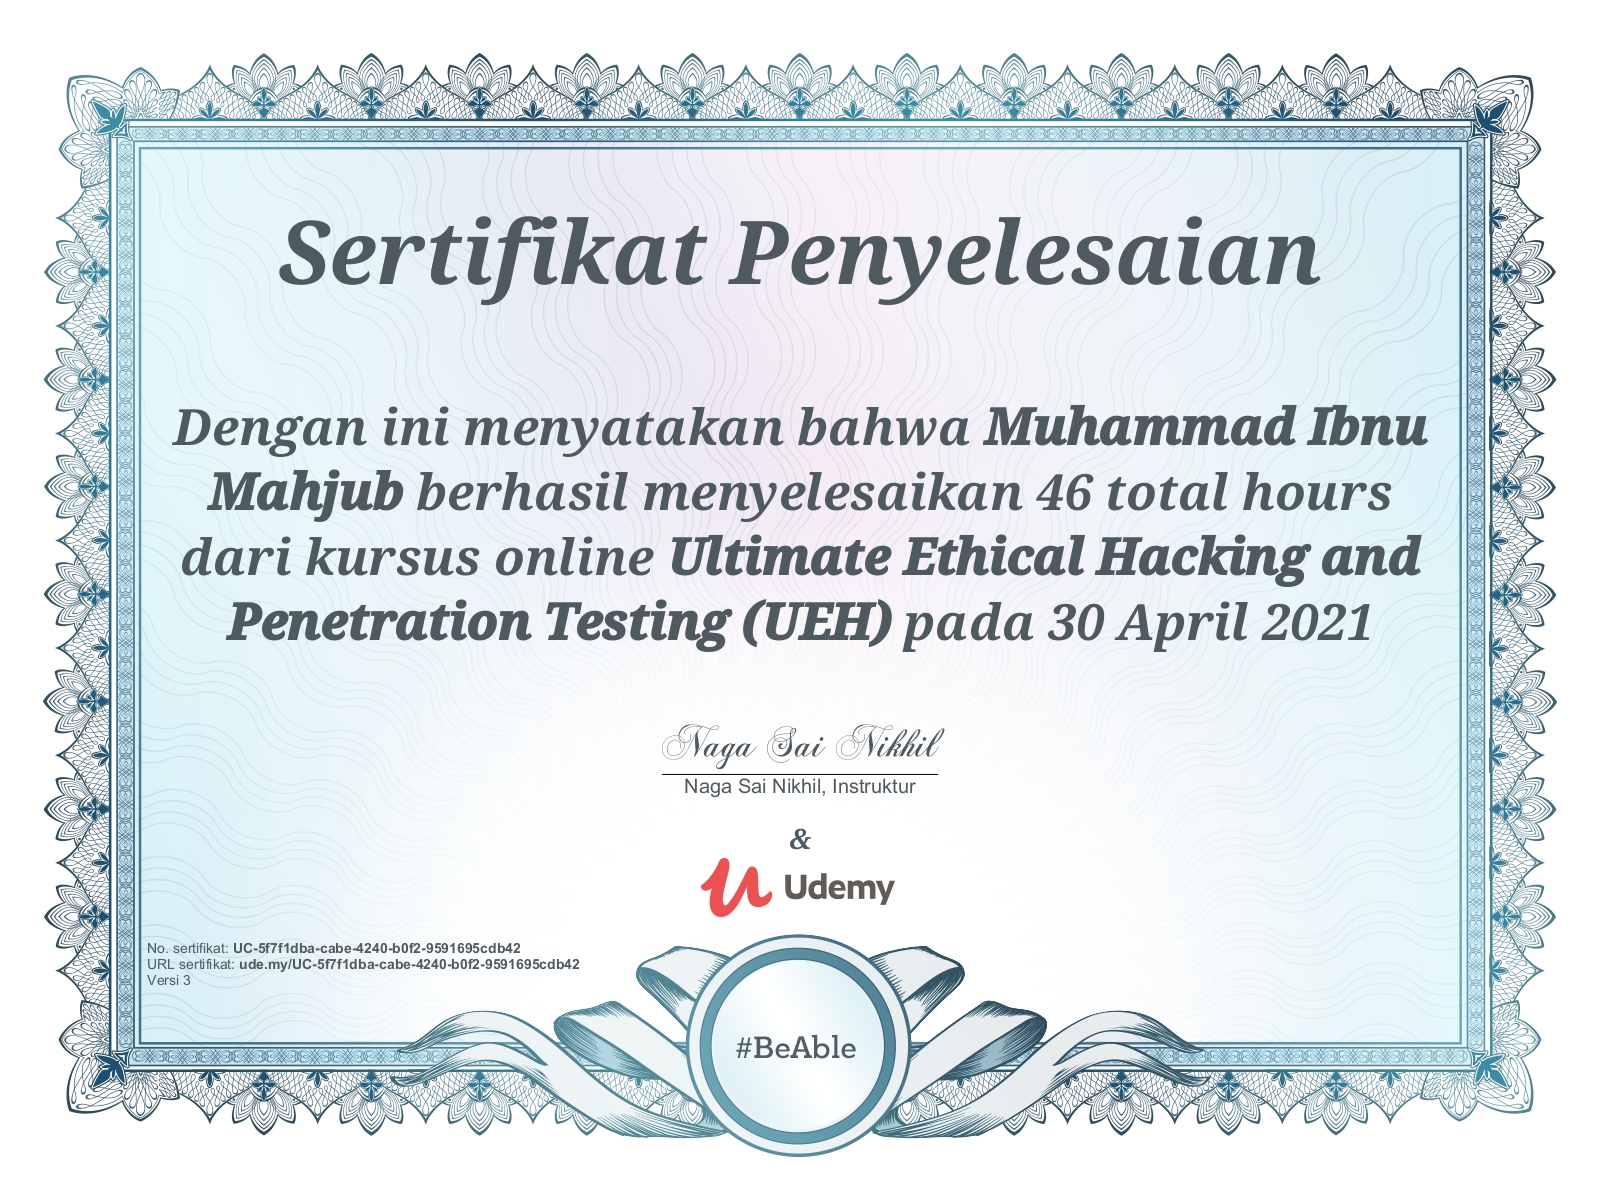 Sertifikat Penyelesaian
Dengan ini menyatakan bahwa Muhammad Ibnu
Mahjub berhasil menyelesaikan 46 total hours
dari kursus online Ultimate Ethical Hacking and
Penetration Testing (UEH) pada 30 April 2021
Naga Sai Nikhil
Naga Sai Nikhil, Instruktur
&
Udemy
No. sertifikat: UC-5f7f1dba-cabe-4240-b0f2-9591695cdb42
URL sertifikat: ude.my/UC-5f7f1dba-cabe-4240-b0f2-9591695cdb42
Versi 3
#BeAble